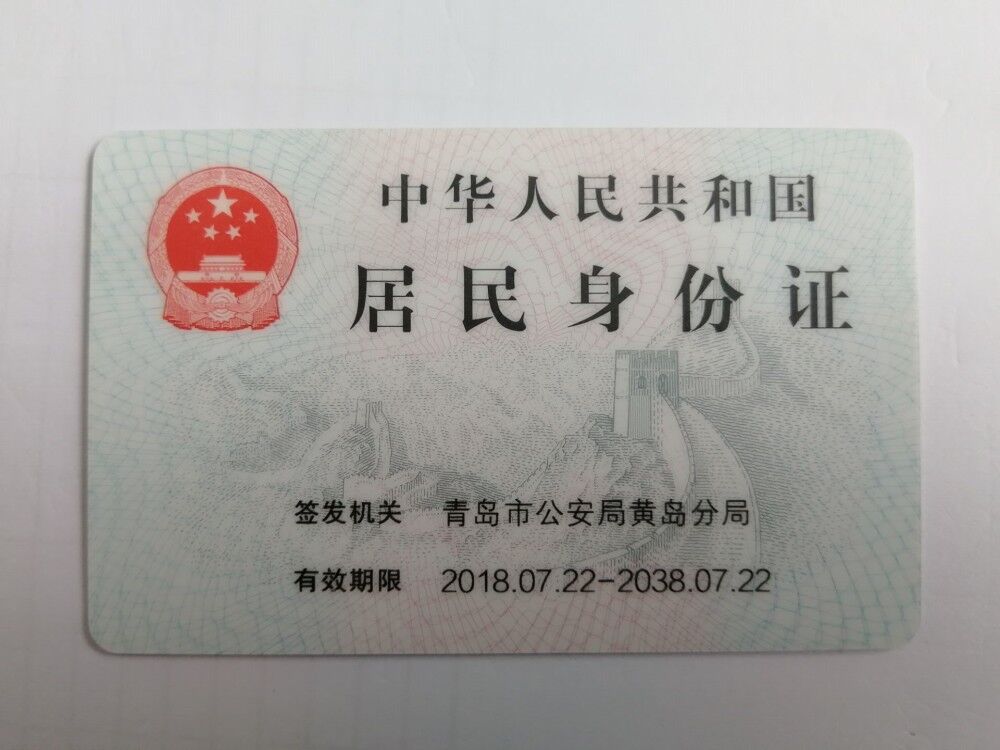 中华人民共和国
居民身份证
签发机关 青岛市公安局黄岛分局
有效期限 2018.07.22-2038.07.22